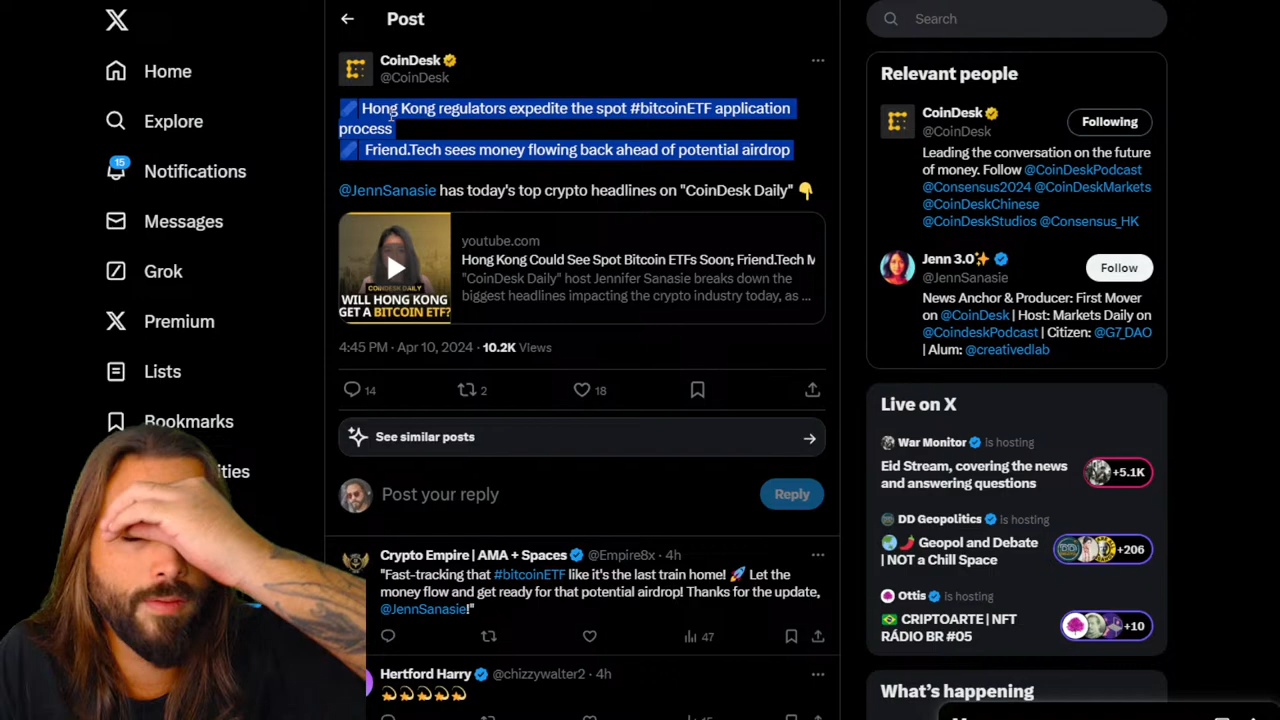 Home
Explore
15
Notifications
Messages
Grok
Premium
Lists
Bookmarks
Post
CoinDesk
@CoinDesk
Hong Kong regulators expedite the spot #bitcoinETF application
process
Friend.Tech sees money flowing back ahead of potential airdrop
@JennSanasie has today's top crypto headlines on "CoinDesk Daily" 👇
COINDESK DAILY
WILL HONG KONG
GET A BITCOIN ETF?
youtube.com
Hong Kong Could See Spot Bitcoin ETFs Soon; Friend.Tech M
"CoinDesk Daily" host Jennifer Sanasie breaks down the
biggest headlines impacting the crypto industry today, as ...
4:45 PM · Apr 10, 2024 · 10.2K Views
14
2
18
See similar posts
Post your reply
Reply
Crypto Empire | AMA + Spaces @Empire8x · 4h
"Fast-tracking that #bitcoinETF like it's the last train home! 🚀 Let the
money flow and get ready for that potential airdrop! Thanks for the update,
@JennSanasie!"
47
Hertford Harry @chizzywalter2 · 4h
💫💫💫💫💫
Search
Relevant people
CoinDesk
@CoinDesk
Following
Leading the conversation on the future
of money. Follow @CoinDeskPodcast
@Consensus2024 @CoinDeskMarkets
@CoinDeskChinese
@CoinDeskStudios @Consensus_HK
Jenn 3.0✨
@JennSanasie
Follow
News Anchor & Producer: First Mover
on @CoinDesk | Host: Markets Daily on
@CoindeskPodcast | Citizen: @G7_DAO
| Alum: @creativedlab
Live on X
War Monitor is hosting
Eid Stream, covering the news
and answering questions
+5.1K
DD Geopolitics is hosting
🌏🌶️ Geopol and Debate
| NOT a Chill Space
+206
Ottis is hosting
🇧🇷 CRIPTOARTE | NFT
RÁDIO BR #05
+10
What's happening